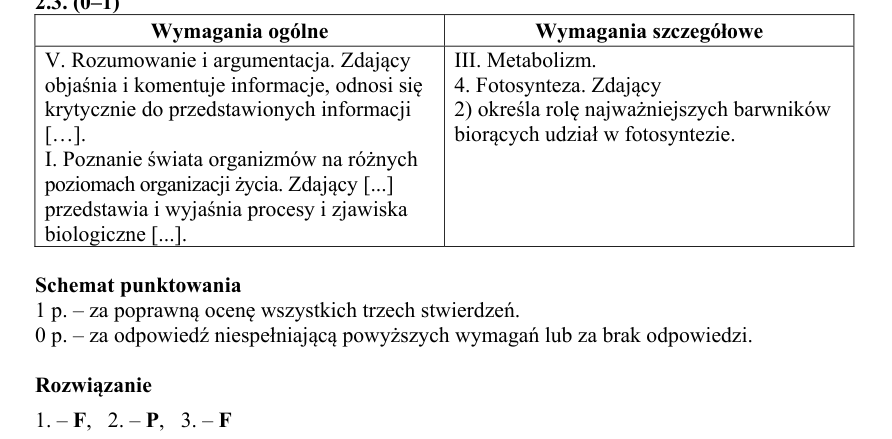 2.3. (0–1)
Wymagania ogólne
Wymagania szczegółowe
V. Rozumowanie i argumentacja. Zdający
objaśnia i komentuje informacje, odnosi się
krytycznie do przedstawionych informacji
[…].
I. Poznanie świata organizmów na różnych
poziomach organizacji życia. Zdający [...]
przedstawia i wyjaśnia procesy i zjawiska
biologiczne [...].
III. Metabolizm.
4. Fotosynteza. Zdający
2) określa rolę najważniejszych barwników
biorących udział w fotosyntezie.
Schemat punktowania
1 p. – za poprawną ocenę wszystkich trzech stwierdzeń.
0 p. – za odpowiedź niespełniającą powyższych wymagań lub za brak odpowiedzi.
Rozwiązanie
1. – F, 2. – P, 3. – F